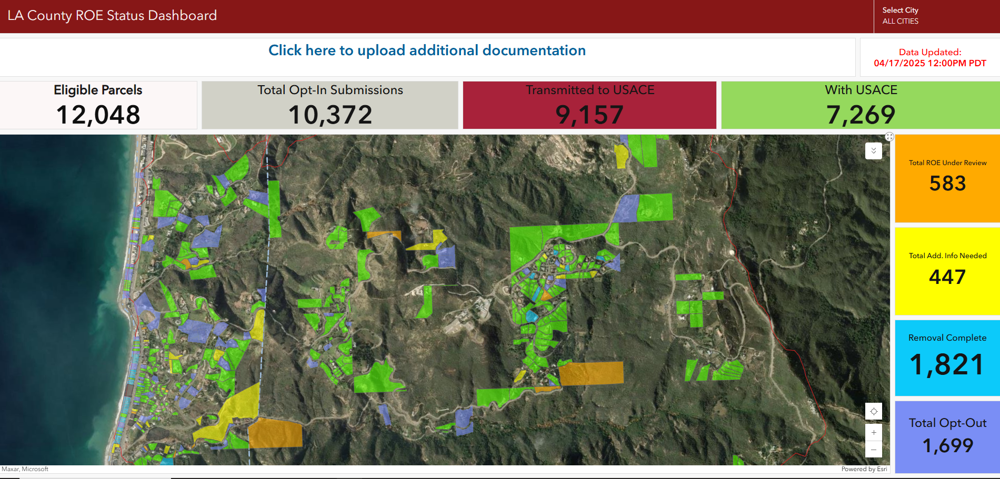 LA County ROE Status Dashboard
Select City
ALL CITIES
Click here to upload additional documentation
Data Updated:
04/17/2025 12:00PM PDT
Eligible Parcels
12,048
Total Opt-In Submissions
10,372
Transmitted to USACE
9,157
With USACE
7,269
Total ROE Under Review
583
Total Add. Info Needed
447
Removal Complete
1,821
Total Opt-Out
1,699
+
−
Maxar, Microsoft
Powered by Esri